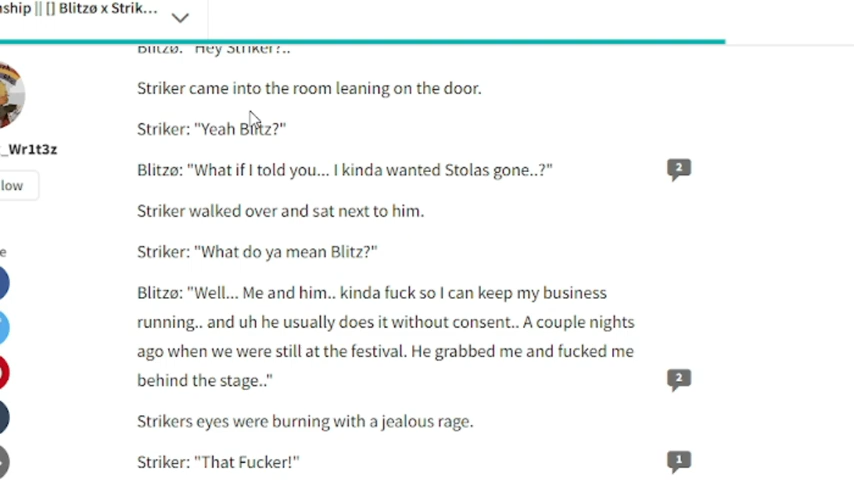 nship || [] Blitzø x Strik...
Blitzø: "Hey Striker?..
Striker came into the room leaning on the door.
_Wr1t3z
Striker: "Yeah Blitz?"
Blitzø: "What if I told you... I kinda wanted Stolas gone..?"
2
low
Striker walked over and sat next to him.
e
Striker: "What do ya mean Blitz?"
Blitzø: "Well... Me and him.. kinda fuck so I can keep my business
running.. and uh he usually does it without consent.. A couple nights
ago when we were still at the festival. He grabbed me and fucked me
behind the stage.."
2
Strikers eyes were burning with a jealous rage.
Striker: "That Fucker!"
1